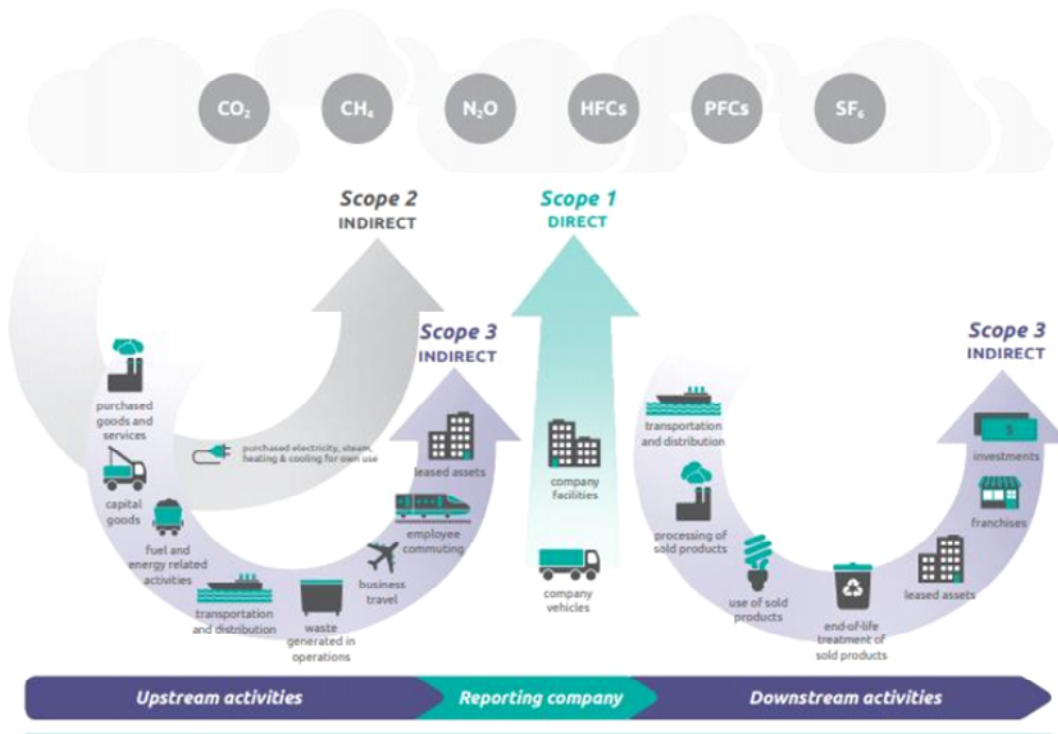 CO₂
CH₄
N₂O
HFCs
PFCs
SF₆
Scope 2
INDIRECT
Scope 1
DIRECT
Scope 3
INDIRECT
Scope 3
INDIRECT
purchased
goods and
services
capital
goods
fuel and
energy related
activities
transportation
and distribution
waste
generated in
operations
business
travel
employee
commuting
leased assets
purchased electricity, steam,
heating & cooling for own use
company
facilities
company
vehicles
transportation
and distribution
processing of
sold products
use of sold
products
end-of-life
treatment of
sold products
leased assets
franchises
$
investments
Upstream activities
Reporting company
Downstream activities